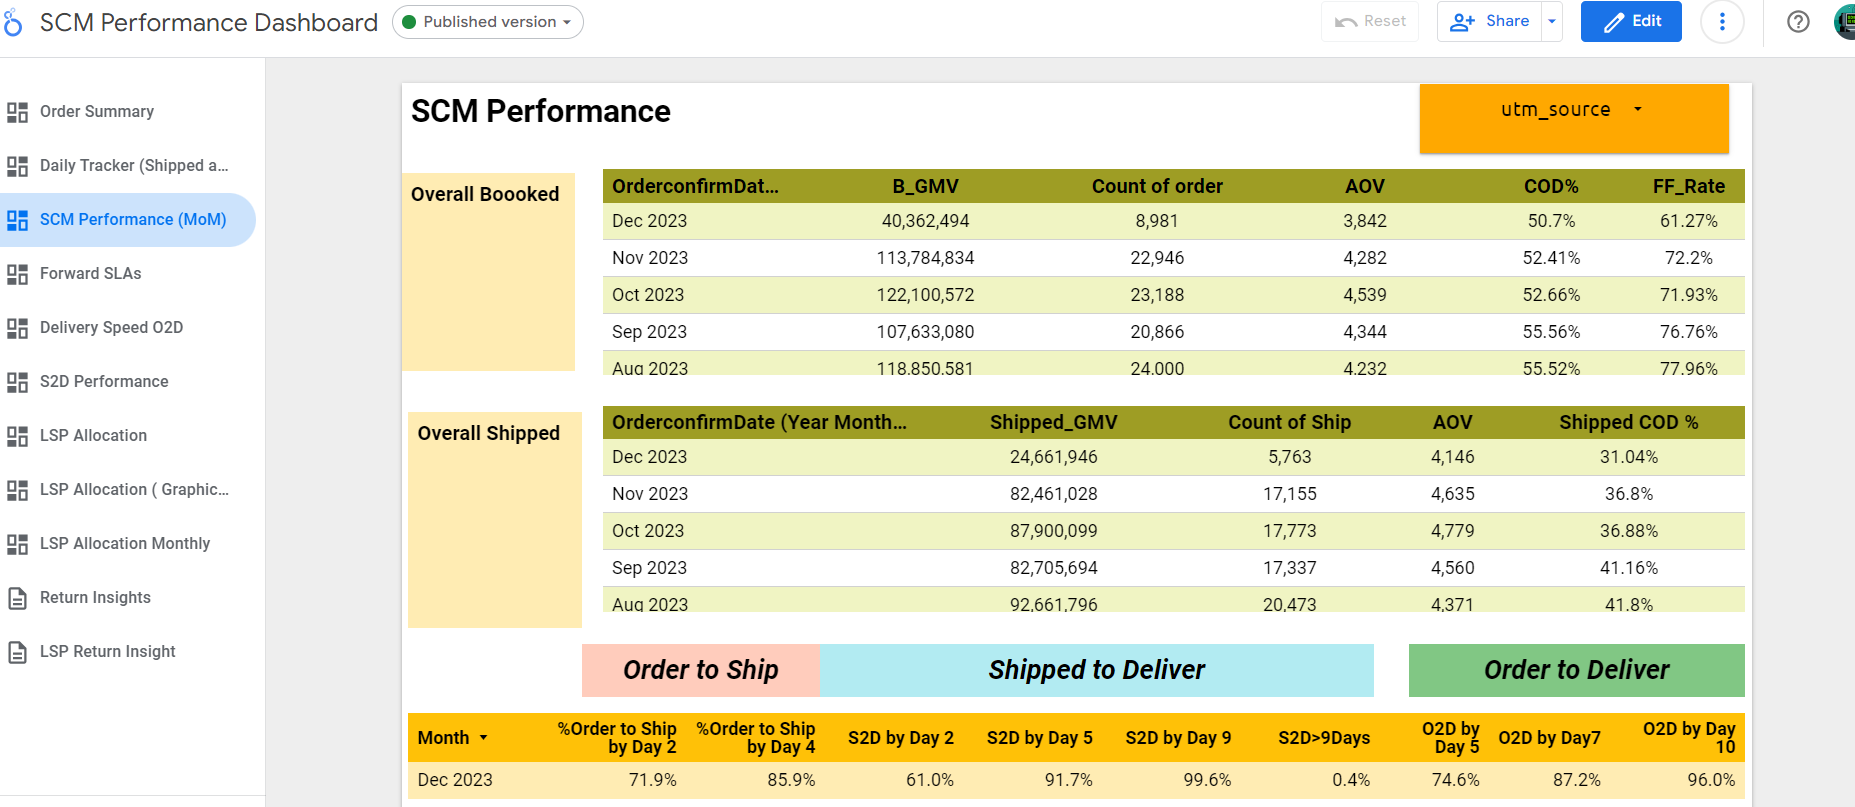 SCM Performance Dashboard
Published version
Reset
Share
Edit
Order Summary
Daily Tracker (Shipped a...
SCM Performance (MoM)
Forward SLAs
Delivery Speed O2D
S2D Performance
LSP Allocation
LSP Allocation ( Graphic...
LSP Allocation Monthly
Return Insights
LSP Return Insight
SCM Performance
utm_source
Overall Boooked
OrderconfirmDat... B_GMV Count of order AOV COD% FF_Rate
Dec 2023 40,362,494 8,981 3,842 50.7% 61.27%
Nov 2023 113,784,834 22,946 4,282 52.41% 72.2%
Oct 2023 122,100,572 23,188 4,539 52.66% 71.93%
Sep 2023 107,633,080 20,866 4,344 55.56% 76.76%
Aug 2023 118,850,581 24,000 4,232 55.52% 77.96%
Overall Shipped
OrderconfirmDate (Year Month... Shipped_GMV Count of Ship AOV Shipped COD %
Dec 2023 24,661,946 5,763 4,146 31.04%
Nov 2023 82,461,028 17,155 4,635 36.8%
Oct 2023 87,900,099 17,773 4,779 36.88%
Sep 2023 82,705,694 17,337 4,560 41.16%
Aug 2023 92,661,796 20,473 4,371 41.8%
Order to Ship Shipped to Deliver Order to Deliver
Month %Order to Ship by Day 2 %Order to Ship by Day 4 S2D by Day 2 S2D by Day 5 S2D by Day 9 S2D>9Days O2D by Day 5 O2D by Day7 O2D by Day 10
Dec 2023 71.9% 85.9% 61.0% 91.7% 99.6% 0.4% 74.6% 87.2% 96.0%